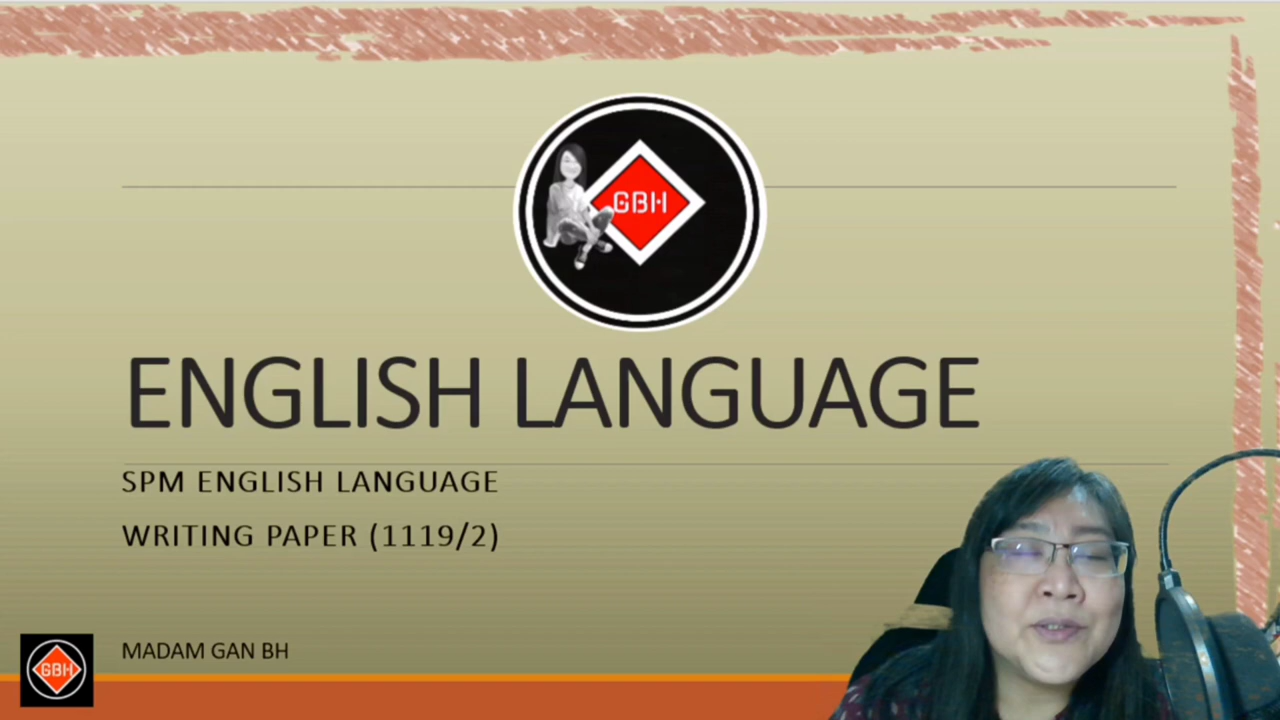 GBH
ENGLISH LANGUAGE
SPM ENGLISH LANGUAGE
WRITING PAPER (1119/2)
MADAM GAN BH
GBH